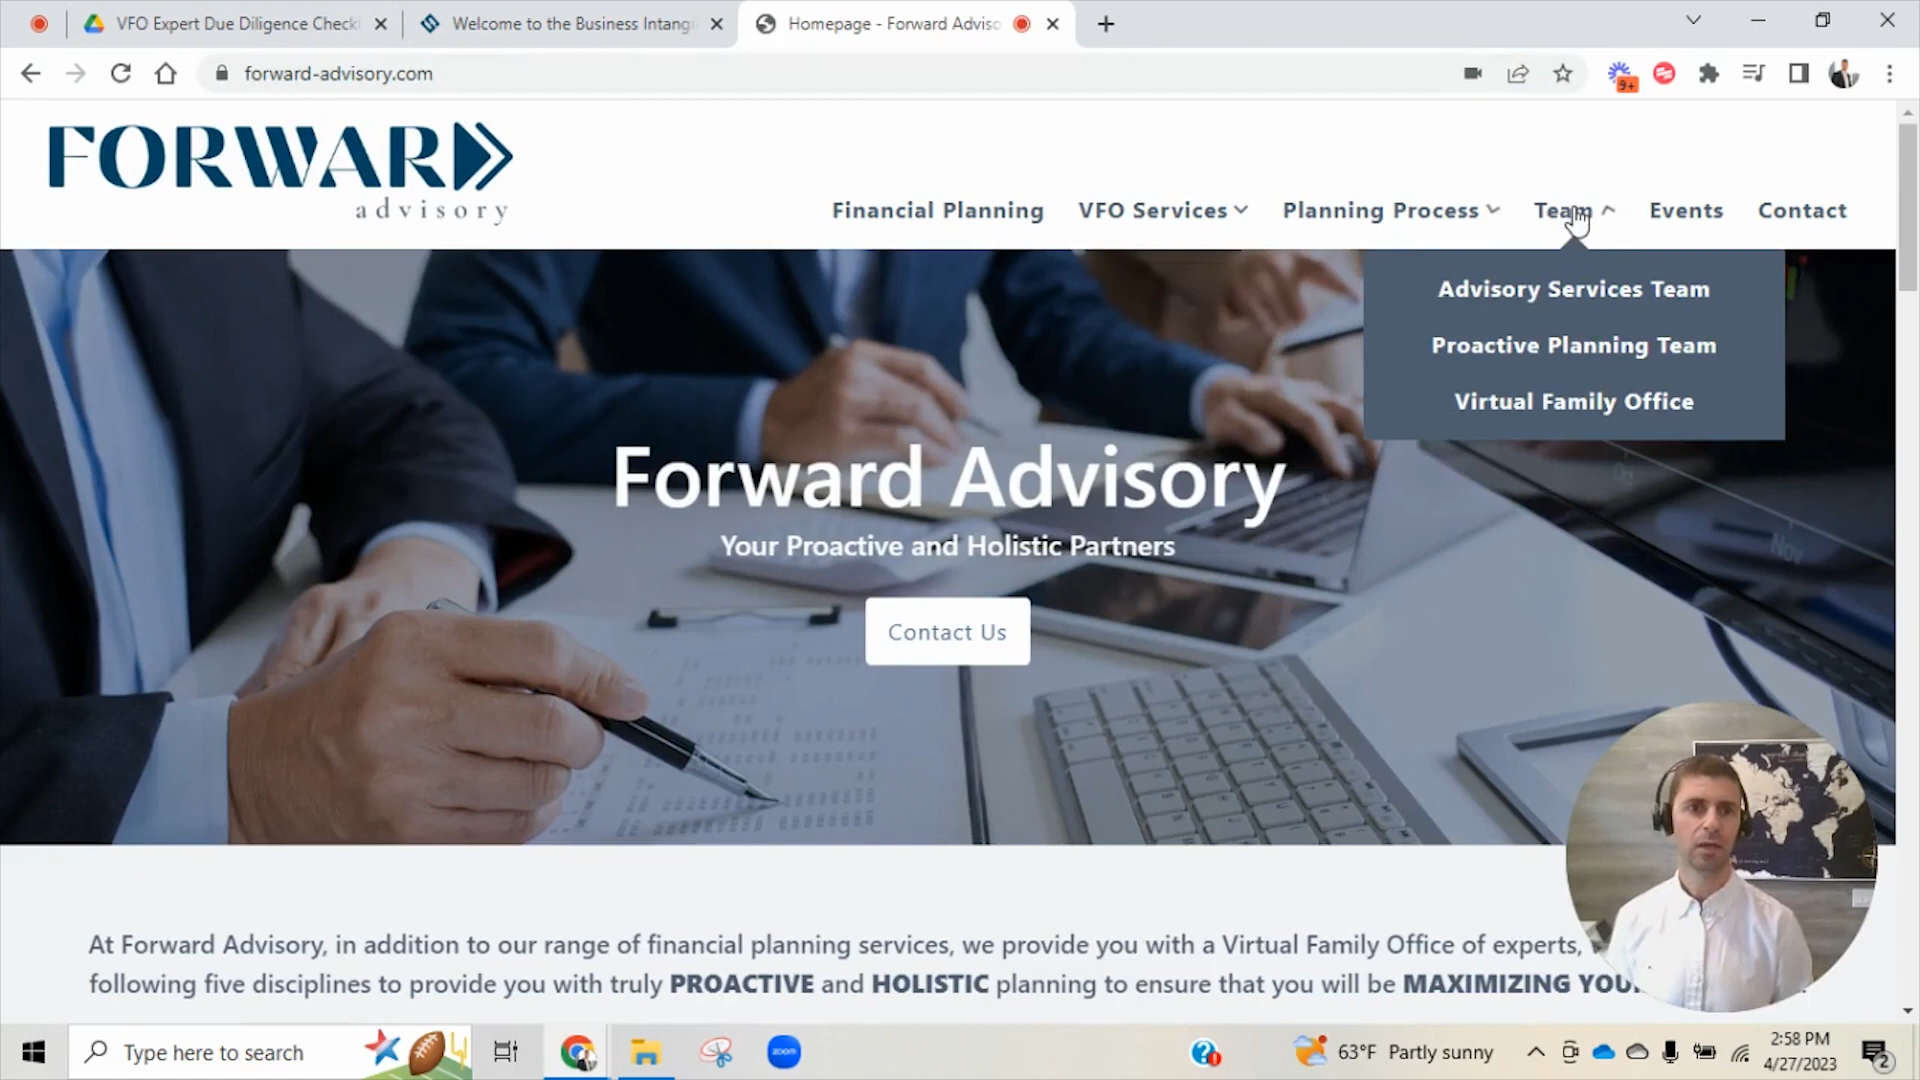 VFO Expert Due Diligence Check
Welcome to the Business Intangi
Homepage - Forward Adviso
forward-advisory.com
9+
FORWARD
advisory
Financial Planning
VFO Services
Planning Process
Team
Events
Contact
Advisory Services Team
Proactive Planning Team
Virtual Family Office
Forward Advisory
Your Proactive and Holistic Partners
Contact Us
At Forward Advisory, in addition to our range of financial planning services, we provide you with a Virtual Family Office of experts,
following five disciplines to provide you with truly PROACTIVE and HOLISTIC planning to ensure that you will be MAXIMIZING YOU
Type here to search
zoom
63°F Partly sunny
2:58 PM
4/27/2023
2